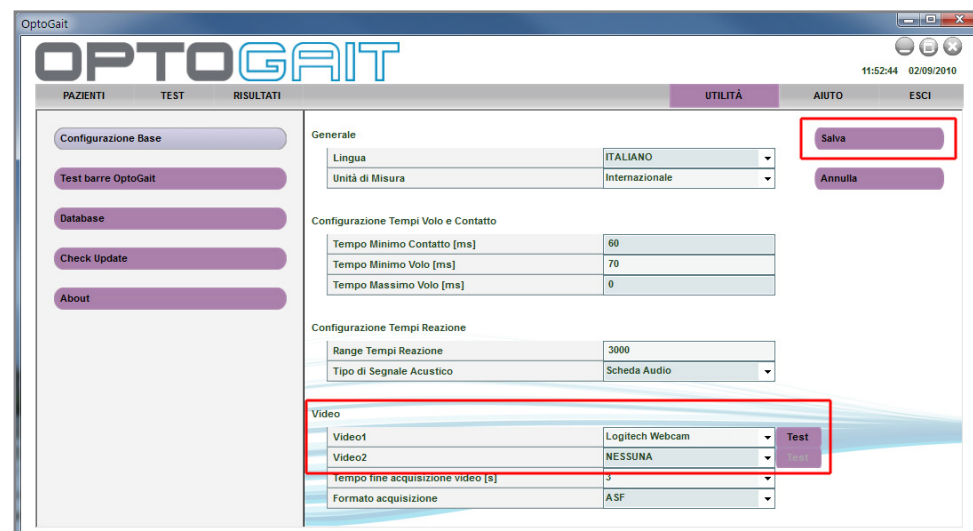 OptoGait
OPTOGAIT
11:52:44 02/09/2010
PAZIENTI TEST RISULTATI UTILITÀ AIUTO ESCI
Configurazione Base
Test barre OptoGait
Database
Check Update
About
Generale
Lingua ITALIANO
Unità di Misura Internazionale
Configurazione Tempi Volo e Contatto
Tempo Minimo Contatto [ms] 60
Tempo Minimo Volo [ms] 70
Tempo Massimo Volo [ms] 0
Configurazione Tempi Reazione
Range Tempi Reazione 3000
Tipo di Segnale Acustico Scheda Audio
Video
Video1 Logitech Webcam Test
Video2 NESSUNA Test
Tempo fine acquisizione video [s] 3
Formato acquisizione ASF
Salva
Annulla